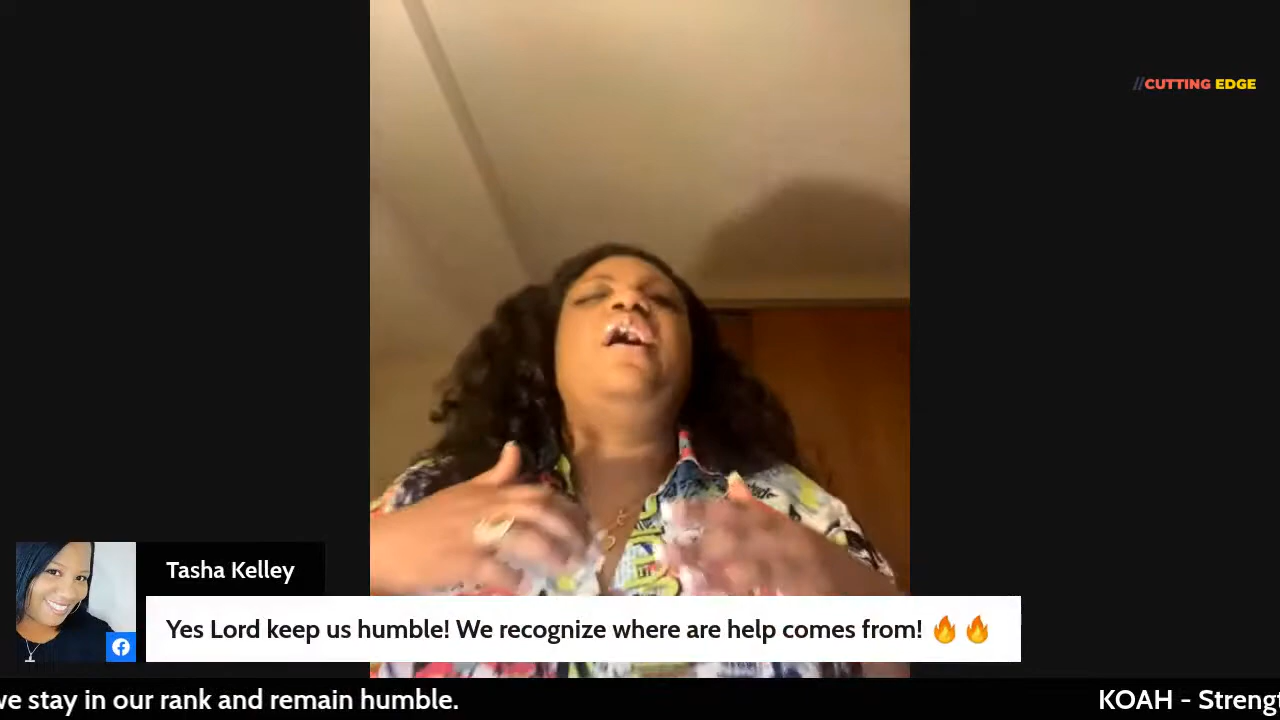 //CUTTING EDGE
Tasha Kelley
Yes Lord keep us humble! We recognize where are help comes from! 🔥🔥
we stay in our rank and remain humble.
KOAH - Strengt